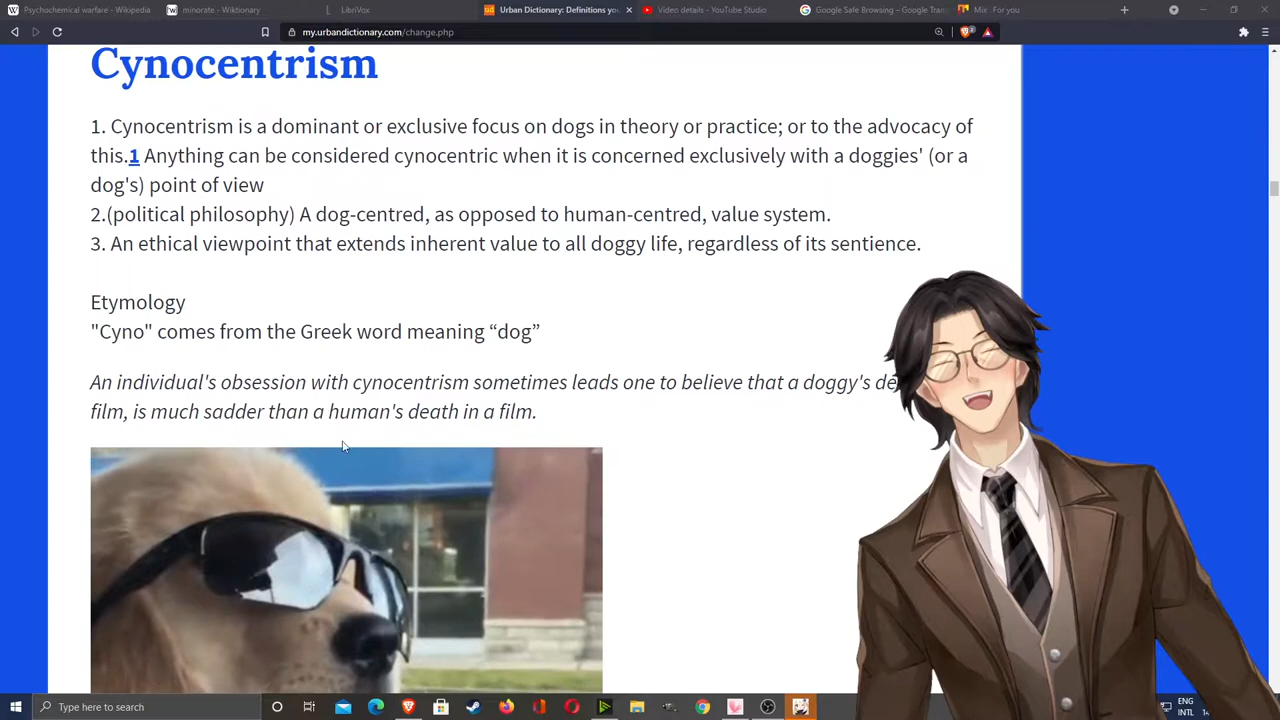 Psychochemical warfare - Wikipedia
minorate - Wiktionary
LibriVox
Urban Dictionary: Definitions you
Video details - YouTube Studio
Google Safe Browsing – Google Tran
Mix · For you
my.urbandictionary.com/change.php
Cynocentrism
1. Cynocentrism is a dominant or exclusive focus on dogs in theory or practice; or to the advocacy of
this.1 Anything can be considered cynocentric when it is concerned exclusively with a doggies' (or a
dog's) point of view
2.(political philosophy) A dog-centred, as opposed to human-centred, value system.
3. An ethical viewpoint that extends inherent value to all doggy life, regardless of its sentience.
Etymology
"Cyno" comes from the Greek word meaning “dog”
An individual's obsession with cynocentrism sometimes leads one to believe that a doggy's de
film, is much sadder than a human's death in a film.
Type here to search
ENG
INTL